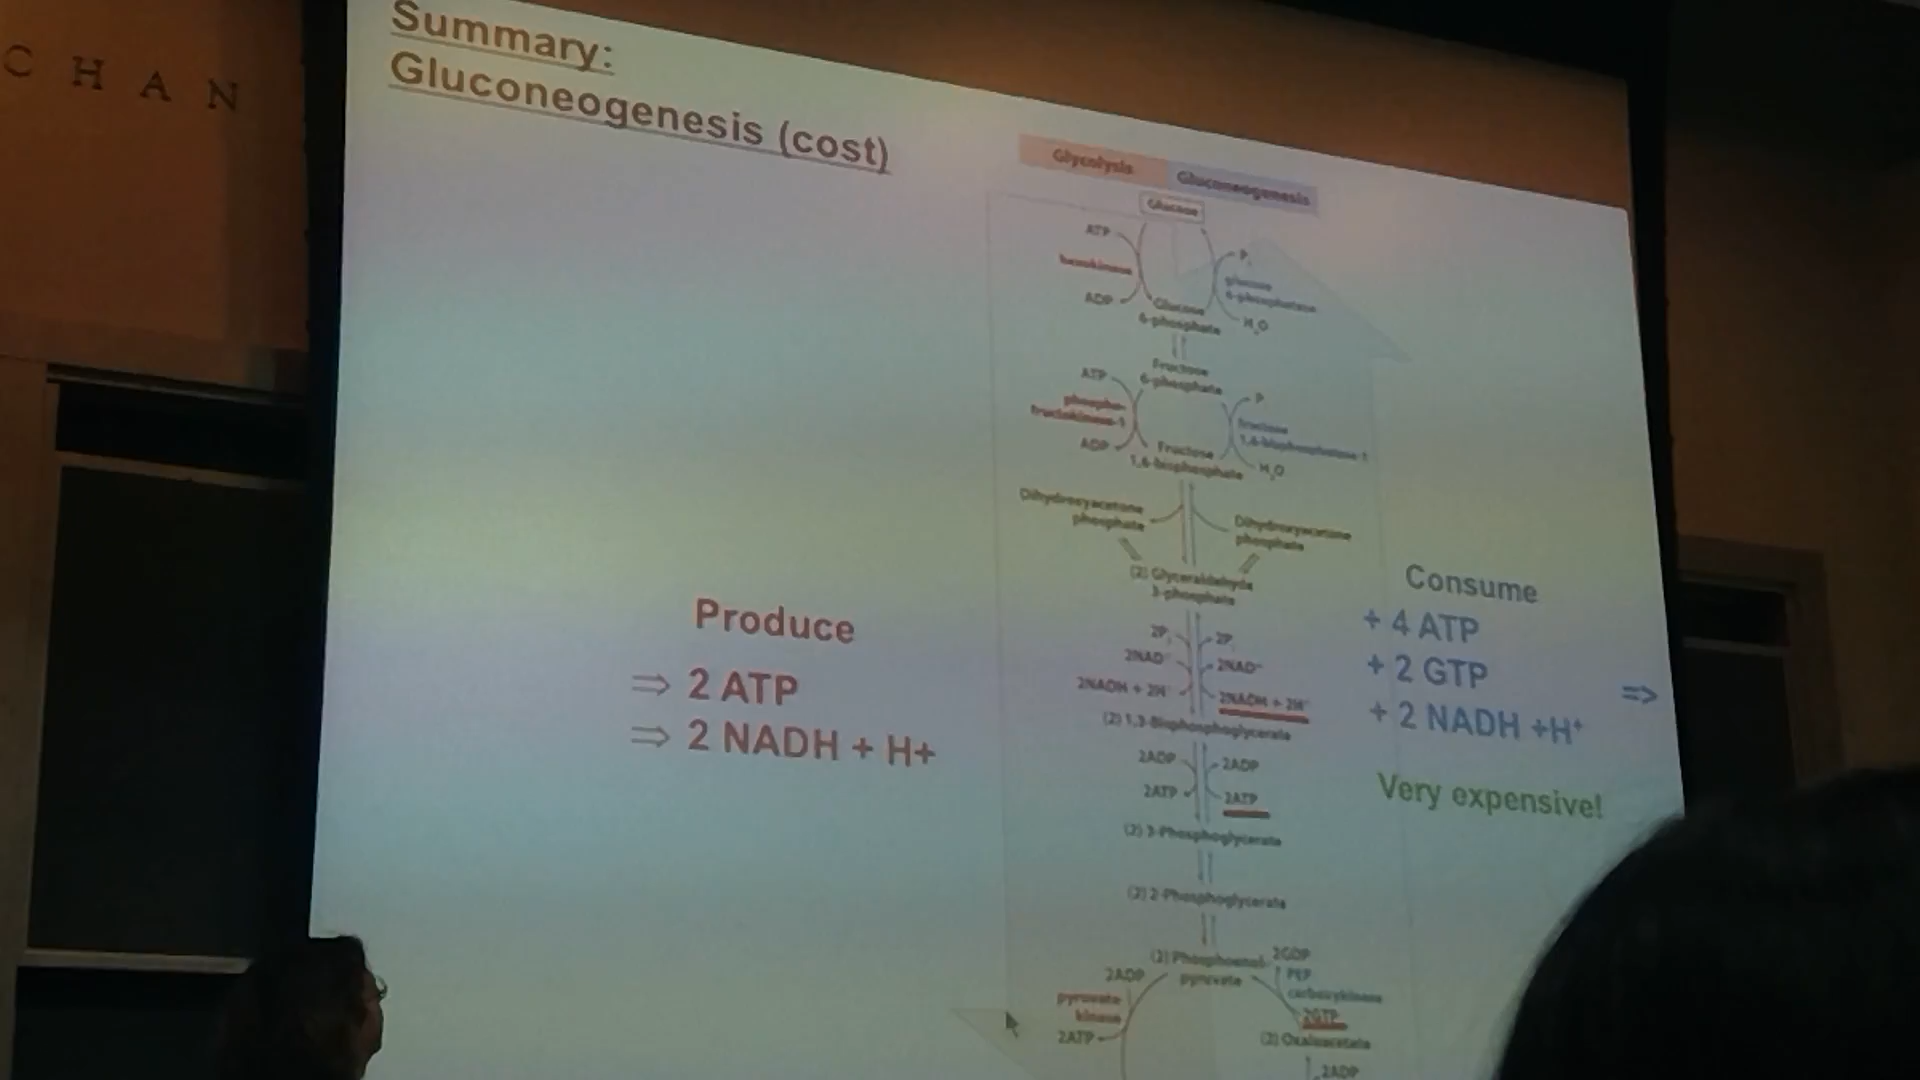 CHAN
Summary:
Gluconeogenesis (cost)
Glycolysis
Gluconeogenesis
Glucose
ATP
hexokinase
ADP
Pi
glucose
6-phosphatase
H2O
Glucose
6-phosphate
Fructose
6-phosphate
ATP
phospho-
fructokinase-1
ADP
P
fructose
1,6-bisphosphatase-1
H2O
Fructose
1,6-bisphosphate
Dihydroxyacetone
phosphate
Dihydroxyacetone
phosphate
(2) Glyceraldehyde
3-phosphate
2Pi
2NAD+
2NADH + 2H+
2Pi
2NAD+
2NADH + 2H+
(2) 1,3-Bisphosphoglycerate
2ADP
2ATP
2ADP
2ATP
(2) 3-Phosphoglycerate
(2) 2-Phosphoglycerate
(2) Phosphoenol-
pyruvate
2ADP
pyruvate
kinase
2ATP
2GDP
PEP
carboxykinase
2GTP
(2) Oxaloacetate
2ADP
Produce
⇒ 2 ATP
⇒ 2 NADH + H+
Consume
+ 4 ATP
+ 2 GTP
+ 2 NADH +H+
⇒
Very expensive!